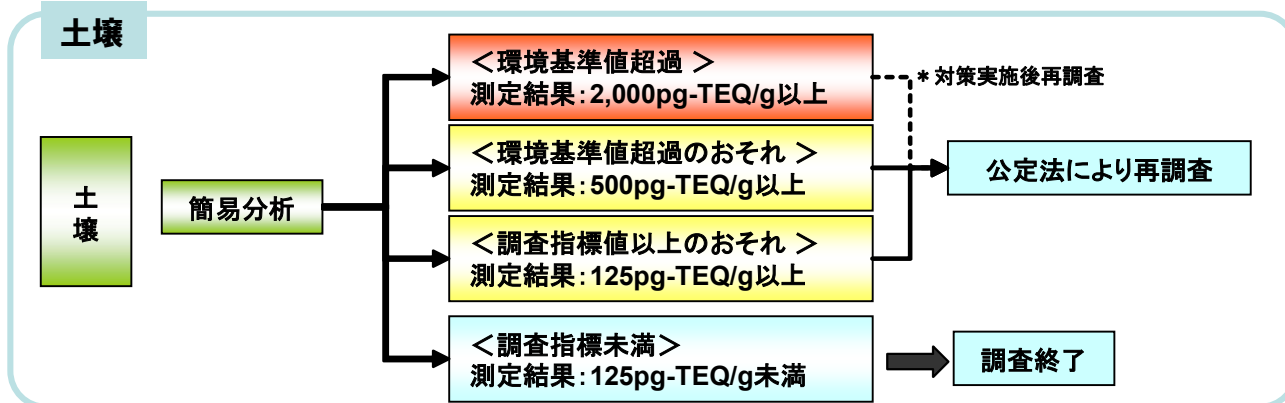 土壌
＜環境基準値超過 ＞
測定結果：2,000pg-TEQ/g以上
＊対策実施後再調査
土
壌
簡易分析
＜環境基準値超過のおそれ ＞
測定結果：500pg-TEQ/g以上
公定法により再調査
＜調査指標値以上のおそれ ＞
測定結果：125pg-TEQ/g以上
＜調査指標未満＞
測定結果：125pg-TEQ/g未満
調査終了